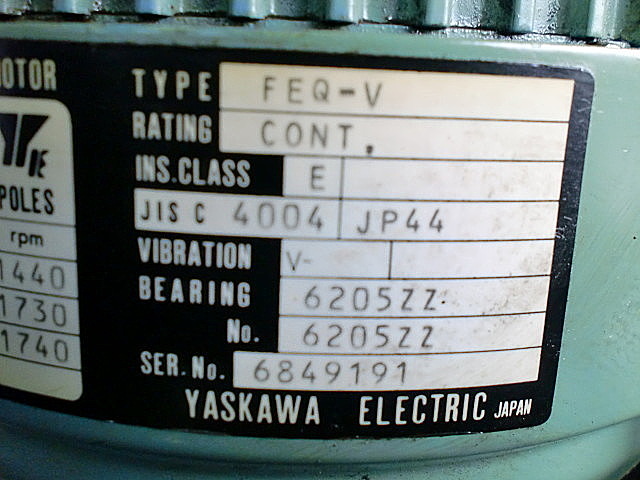 MOTOR
TYPE FEQ-V
RATING CONT.
INS.CLASS E
POLES
JIS C 4004 JP44
rpm
VIBRATION V-
1440
BEARING 6205ZZ
1730
No. 6205ZZ
1740
SER.No. 6849191
YASKAWA ELECTRIC JAPAN